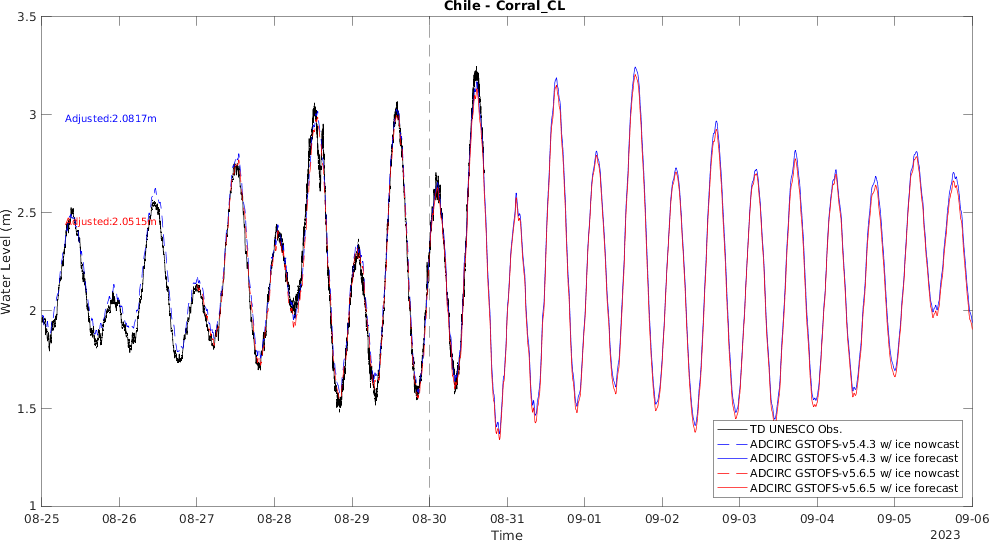 Chile - Corral_CL
3.5
3
2.5
2
1.5
1
Water Level (m)
Adjusted:2.0817m
Adjusted:2.0515m
TD UNESCO Obs.
ADCIRC GSTOFS-v5.4.3 w/ ice nowcast
ADCIRC GSTOFS-v5.4.3 w/ ice forecast
ADCIRC GSTOFS-v5.6.5 w/ ice nowcast
ADCIRC GSTOFS-v5.6.5 w/ ice forecast
08-25 08-26 08-27 08-28 08-29 08-30 08-31 09-01 09-02 09-03 09-04 09-05 09-06
Time
2023